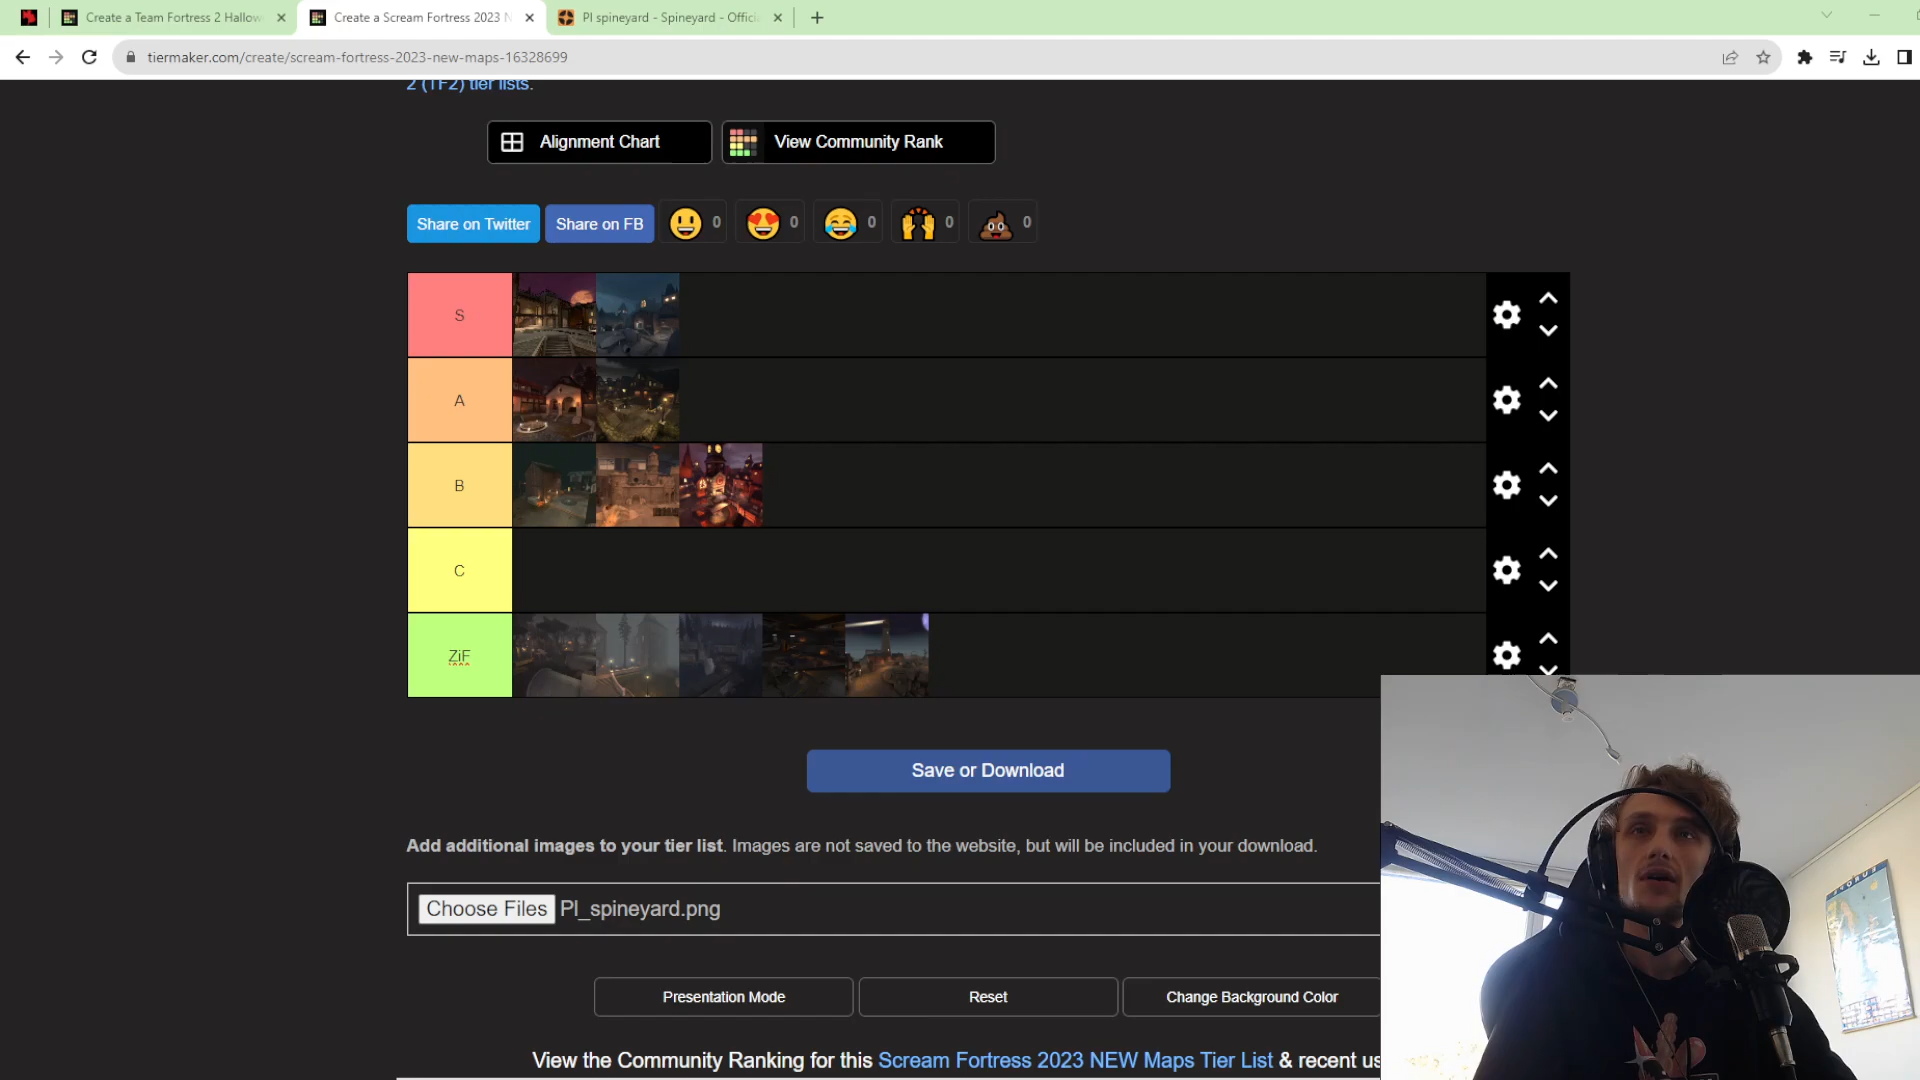 Create a Team Fortress 2 Hallow
Create a Scream Fortress 2023 N
Pl spineyard - Spineyard - Offici
tiermaker.com/create/scream-fortress-2023-new-maps-16328699
2 (TF2) tier lists.
Alignment Chart
View Community Rank
Share on Twitter
Share on FB
0
0
0
0
0
S
A
B
C
ZiF
Save or Download
Add additional images to your tier list. Images are not saved to the website, but will be included in your download.
Choose Files Pl_spineyard.png
Presentation Mode
Reset
Change Background Color
View the Community Ranking for this Scream Fortress 2023 NEW Maps Tier List & recent us